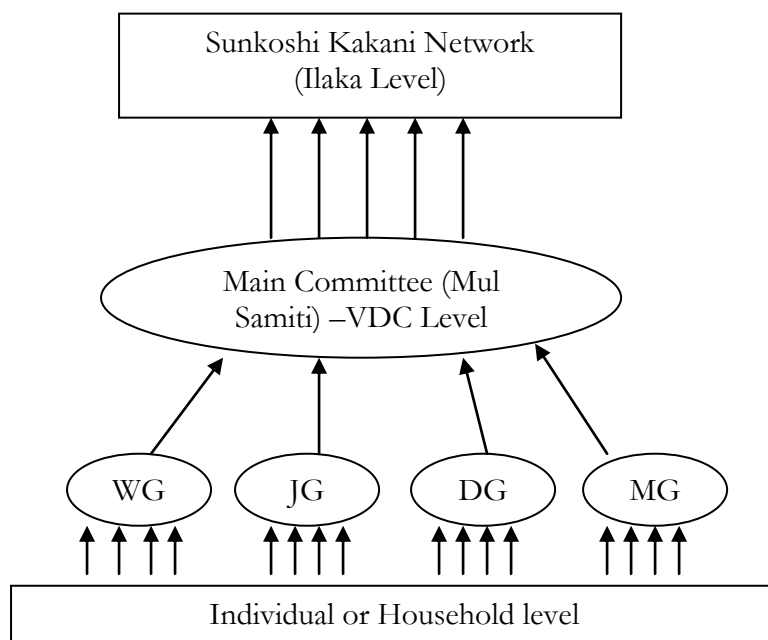 Sunkoshi Kakani Network
(Ilaka Level)
Main Committee (Mul
Samiti) –VDC Level
WG
JG
DG
MG
Individual or Household level